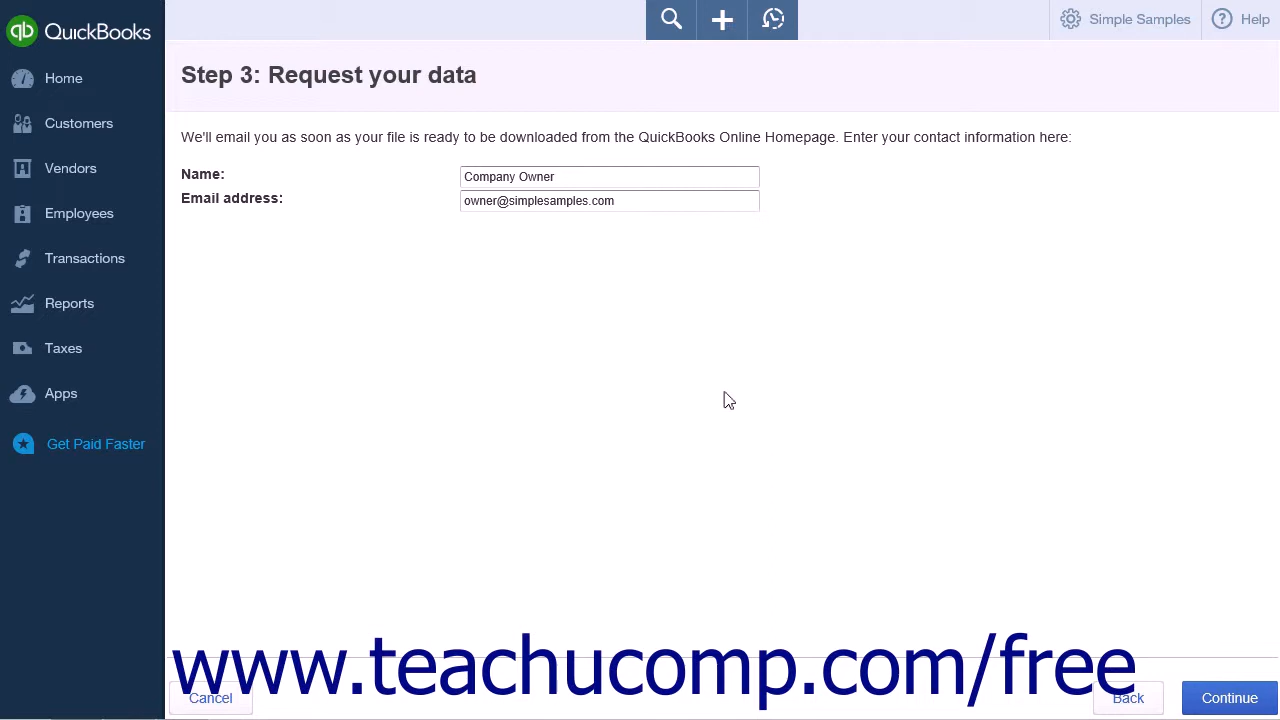 QuickBooks
Simple Samples
Help
Home
Customers
Vendors
Employees
Transactions
Reports
Taxes
Apps
Get Paid Faster
Step 3: Request your data
We'll email you as soon as your file is ready to be downloaded from the QuickBooks Online Homepage. Enter your contact information here:
Name: Company Owner
Email address: owner@simplesamples.com
www.teachucomp.com/free
Cancel
Back
Continue